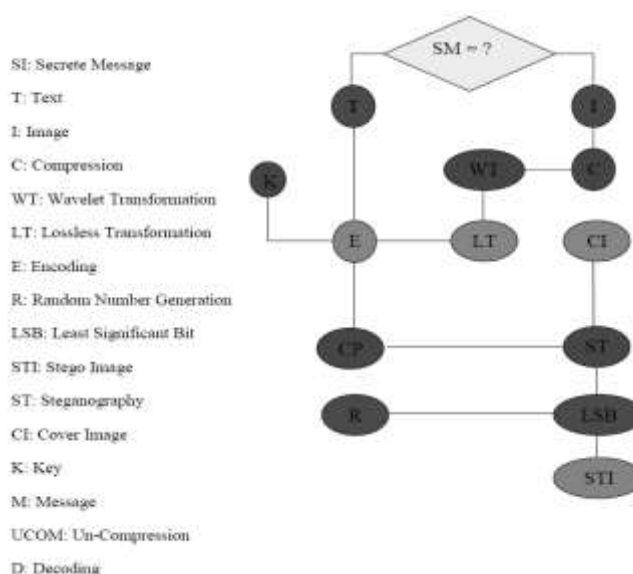 SM = ?
SI: Secrete Message
T: Text
I: Image
C: Compression
WT: Wavelet Transformation
LT: Lossless Transformation
E: Encoding
R: Random Number Generation
LSB: Least Significant Bit
STI: Stego Image
ST: Steganography
CI: Cover Image
K: Key
M: Message
UCOM: Un-Compression
D: Decoding
T
I
K
WT
C
E
LT
CI
CP
ST
R
LSB
STI